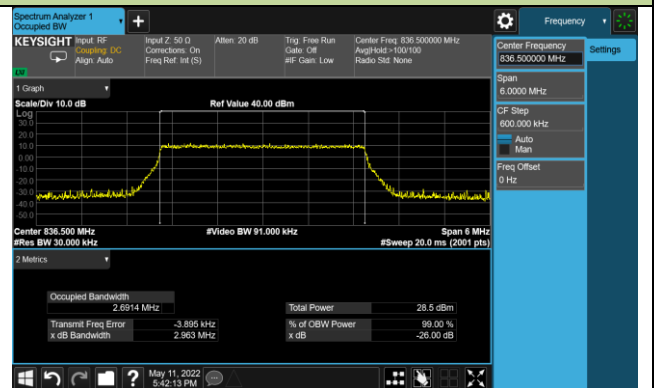 Spectrum Analyzer 1
Occupied BW
+
Frequency
KEYSIGHT
Input: RF
Coupling: DC
Align: Auto
Input Z: 50 Ω
Corrections: On
Freq Ref: Int (S)
Atten: 20 dB
Trig: Free Run
Gate: Off
#IF Gain: Low
Center Freq: 836.500000 MHz
Avg|Hold:>100/100
Radio Std: None
Center Frequency
836.500000 MHz
Settings
Span
6.0000 MHz
CF Step
600.000 kHz
Auto
Man
Freq Offset
0 Hz
1 Graph
Scale/Div 10.0 dB
Ref Value 40.00 dBm
Log
30.0
20.0
10.0
0.00
-10.0
-20.0
-30.0
-40.0
-50.0
Center 836.500 MHz
#Video BW 91.000 kHz
Span 6 MHz
#Res BW 30.000 kHz
#Sweep 20.0 ms (2001 pts)
2 Metrics
Occupied Bandwidth
2.6914 MHz
Total Power 28.5 dBm
Transmit Freq Error -3.895 kHz
% of OBW Power 99.00 %
x dB Bandwidth 2.963 MHz
x dB -26.00 dB
?
May 11, 2022
5:42:13 PM